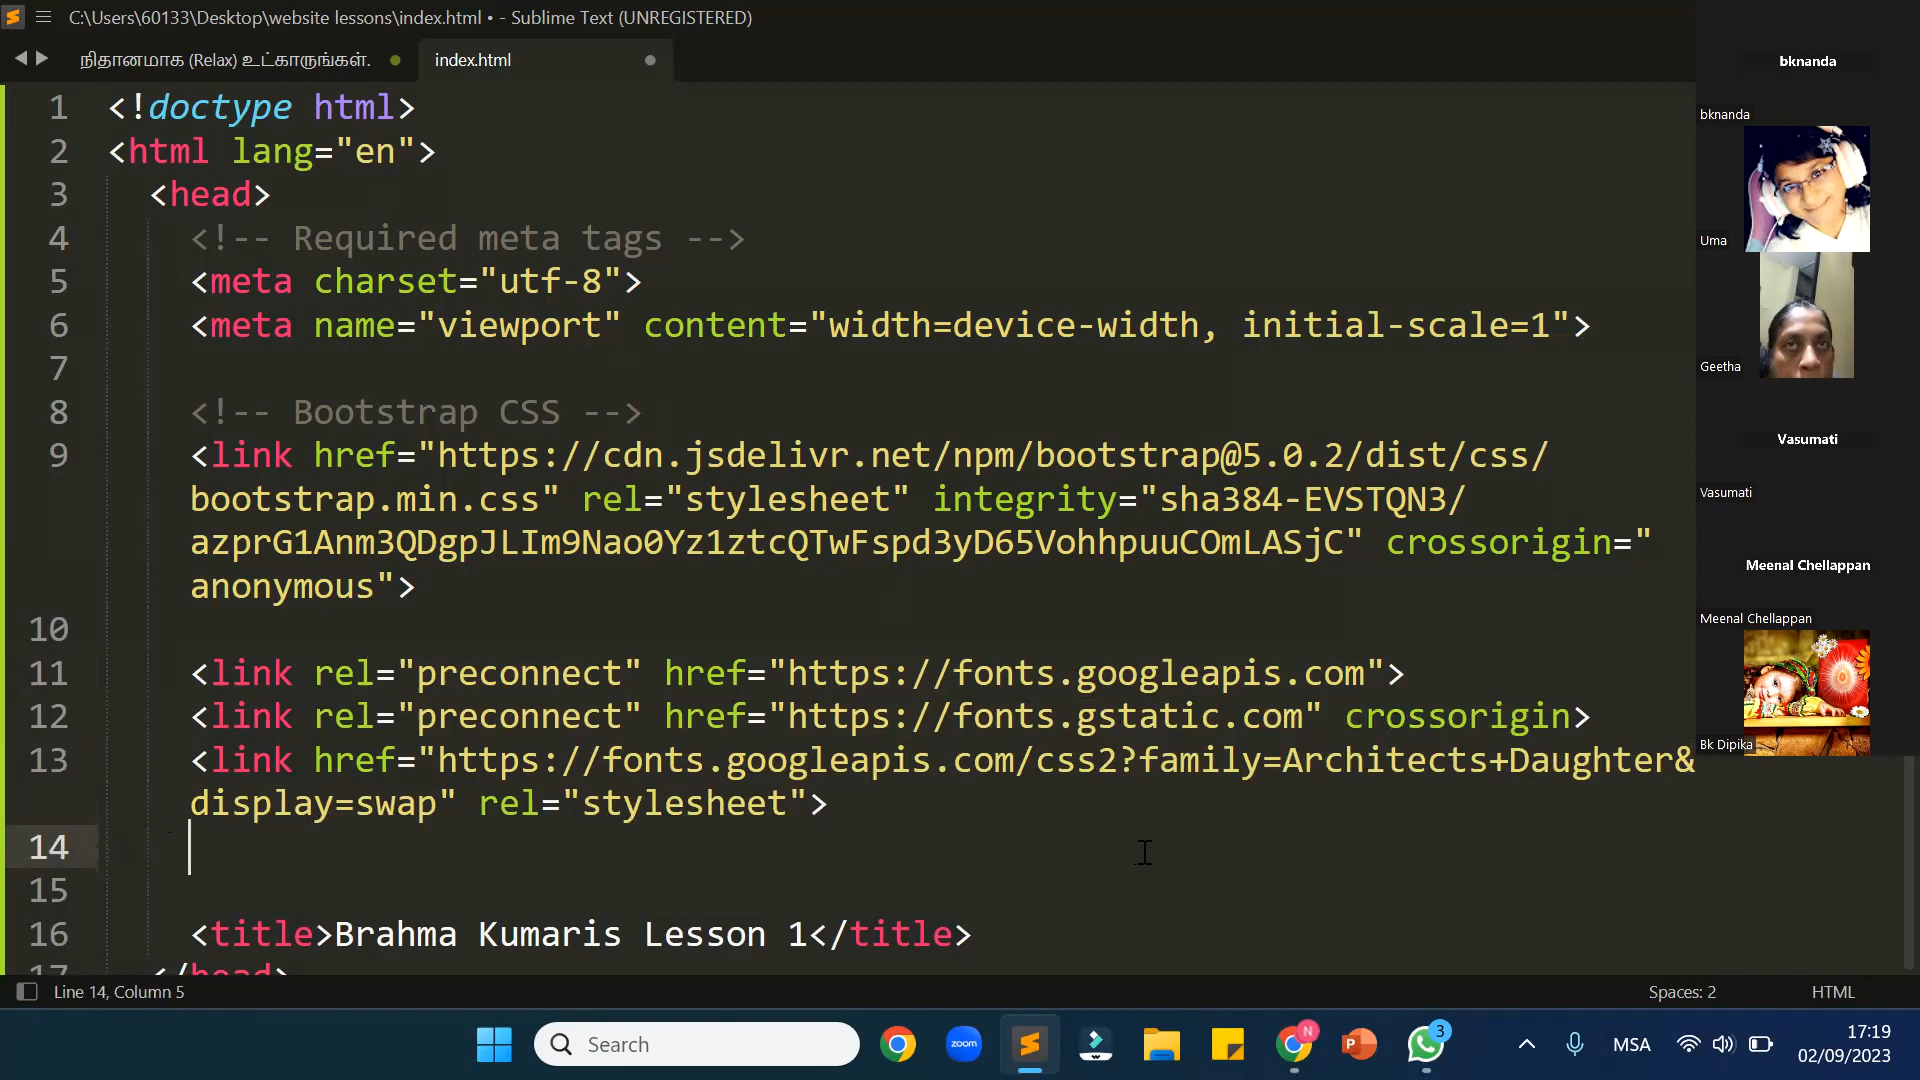 C:\Users\60133\Desktop\website lessons\index.html • - Sublime Text (UNREGISTERED)
நிதானமாக (Relax) உட்காருங்கள்.
index.html
1 <!doctype html>
2 <html lang="en">
3 <head>
4 <!-- Required meta tags -->
5 <meta charset="utf-8">
6 <meta name="viewport" content="width=device-width, initial-scale=1">
7
8 <!-- Bootstrap CSS -->
9 <link href="https://cdn.jsdelivr.net/npm/bootstrap@5.0.2/dist/css/
bootstrap.min.css" rel="stylesheet" integrity="sha384-EVSTQN3/
azprG1Anm3QDgpJLIm9Nao0Yz1ztcQTwFspd3yD65VohhpuuCOmLASjC" crossorigin="
anonymous">
10
11 <link rel="preconnect" href="https://fonts.googleapis.com">
12 <link rel="preconnect" href="https://fonts.gstatic.com" crossorigin>
13 <link href="https://fonts.googleapis.com/css2?family=Architects+Daughter&
display=swap" rel="stylesheet">
14
15
16 <title>Brahma Kumaris Lesson 1</title>
17 </head>
Line 14, Column 5
Spaces: 2
HTML
bknanda
bknanda
Uma
Geetha
Vasumati
Vasumati
Meenal Chellappan
Meenal Chellappan
Bk Dipika
Search
zoom
N
P
3
MSA
17:19
02/09/2023